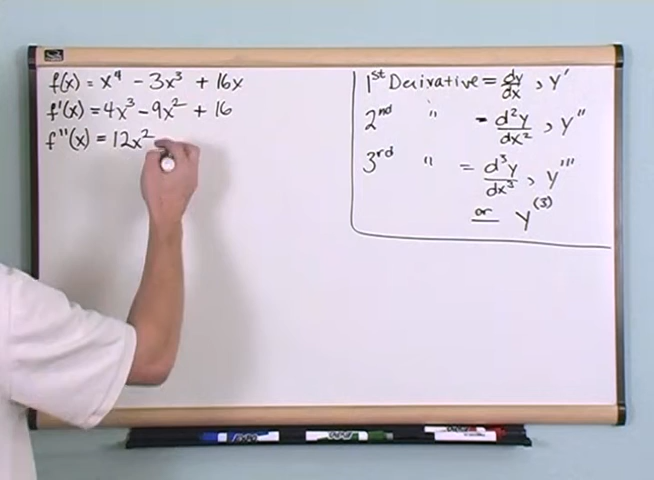 f(x) = x⁴ - 3x³ + 16x
f'(x) = 4x³ - 9x² + 16
f''(x) = 12x² -
1st Derivative = dy/dx , y'
2nd " - d²y/dx² , y''
3rd " = d³y/dx³ , y'''
or y⁽³⁾